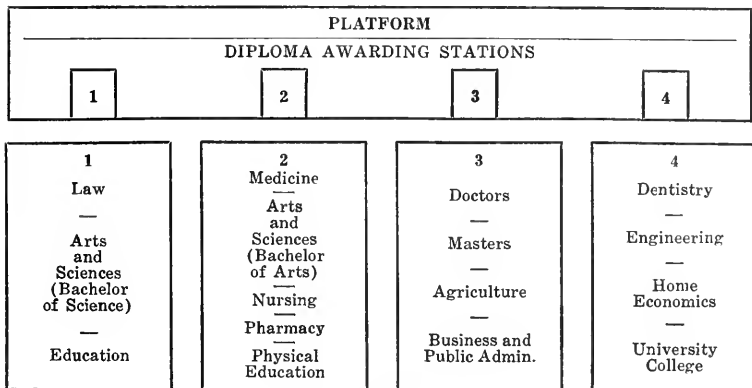 PLATFORM
DIPLOMA AWARDING STATIONS
1
2
3
4
1
Law
—
Arts
and
Sciences
(Bachelor
of Science)
—
Education
2
Medicine
—
Arts
and
Sciences
(Bachelor
of Arts)
—
Nursing
—
Pharmacy
—
Physical
Education
3
Doctors
—
Masters
—
Agriculture
—
Business and
Public Admin.
4
Dentistry
—
Engineering
—
Home
Economics
—
University
College